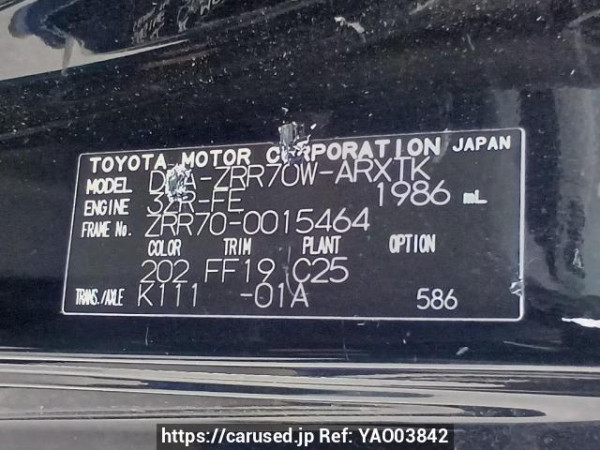 TOYOTA MOTOR CORPORATION JAPAN
MODEL ZRR70W-ARXTK
ENGINE 3ZR-FE 1986 mL
FRAME No. ZRR70-0015464
COLOR TRIM PLANT OPTION
202 FF19 C25
TRANS./AXLE K111 -01A 586
https://carused.jp Ref: YAO03842